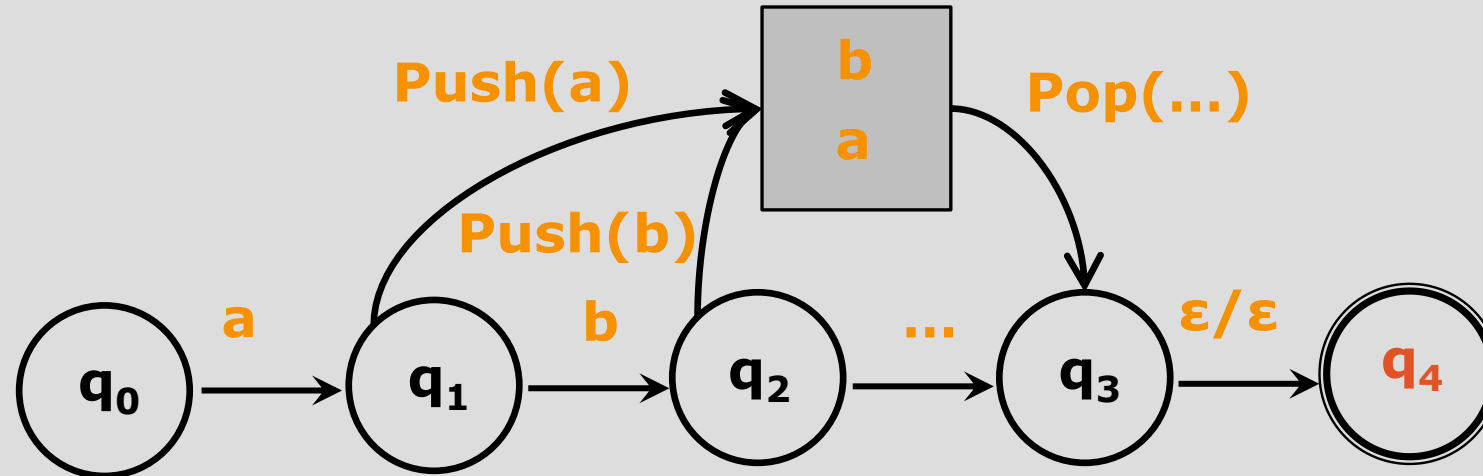 b
Push(a)
Pop(...)
a
Push(b)
a
b
...
ε/ε
q₀
q₁
q₂
q₃
q₄